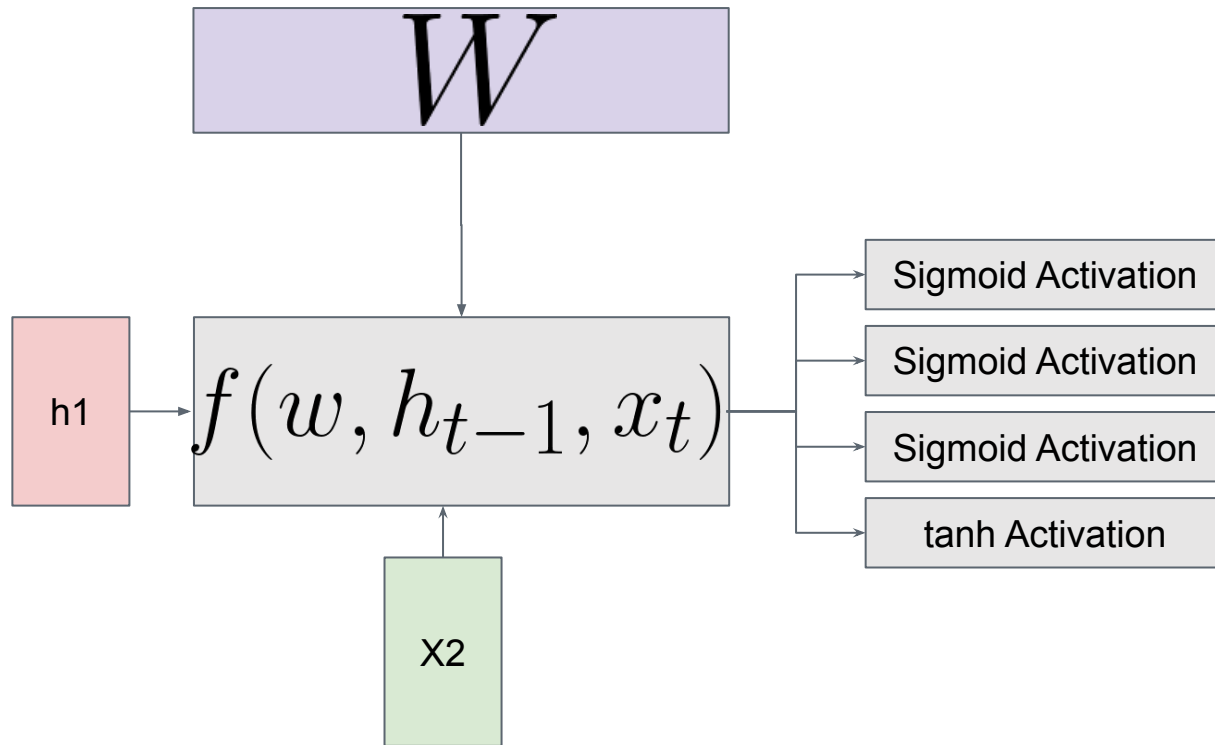 W
h1
f(w, h_{t-1}, x_t)
X2
Sigmoid Activation
Sigmoid Activation
Sigmoid Activation
tanh Activation